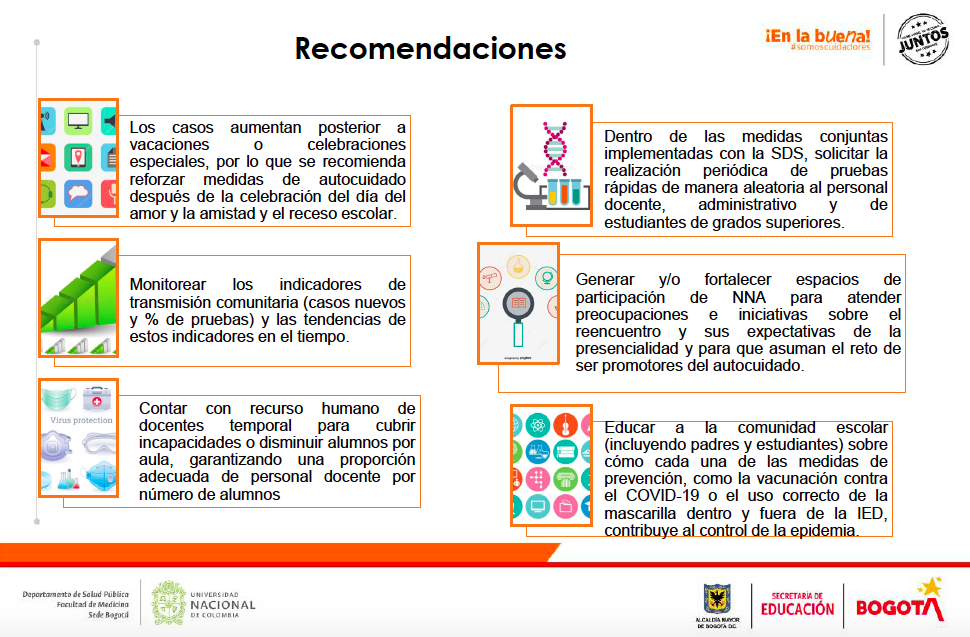 Recomendaciones
¡En la buena!
#somoscuidadores
JUNTOS
Los casos aumentan posterior a
vacaciones o celebraciones
especiales, por lo que se recomienda
reforzar medidas de autocuidado
después de la celebración del día del
amor y la amistad y el receso escolar.
Monitorear los indicadores de
transmisión comunitaria (casos nuevos
y % de pruebas) y las tendencias de
estos indicadores en el tiempo.
Virus protection
Contar con recurso humano de
docentes temporal para cubrir
incapacidades o disminuir alumnos por
aula, garantizando una proporción
adecuada de personal docente por
número de alumnos
Dentro de las medidas conjuntas
implementadas con la SDS, solicitar la
realización periódica de pruebas
rápidas de manera aleatoria al personal
docente, administrativo y de
estudiantes de grados superiores.
Generar y/o fortalecer espacios de
participación de NNA para atender
preocupaciones e iniciativas sobre el
reencuentro y sus expectativas de la
presencialidad y para que asuman el reto de
ser promotores del autocuidado.
Educar a la comunidad escolar
(incluyendo padres y estudiantes) sobre
cómo cada una de las medidas de
prevención, como la vacunación contra
el COVID-19 o el uso correcto de la
mascarilla dentro y fuera de la IED,
contribuye al control de la epidemia.
Departamento de Salud Pública
Facultad de Medicina
Sede Bogotá
UNIVERSIDAD
NACIONAL
DE COLOMBIA
ALCALDÍA MAYOR
DE BOGOTÁ D.C.
SECRETARÍA DE
EDUCACIÓN
BOGOTÁ